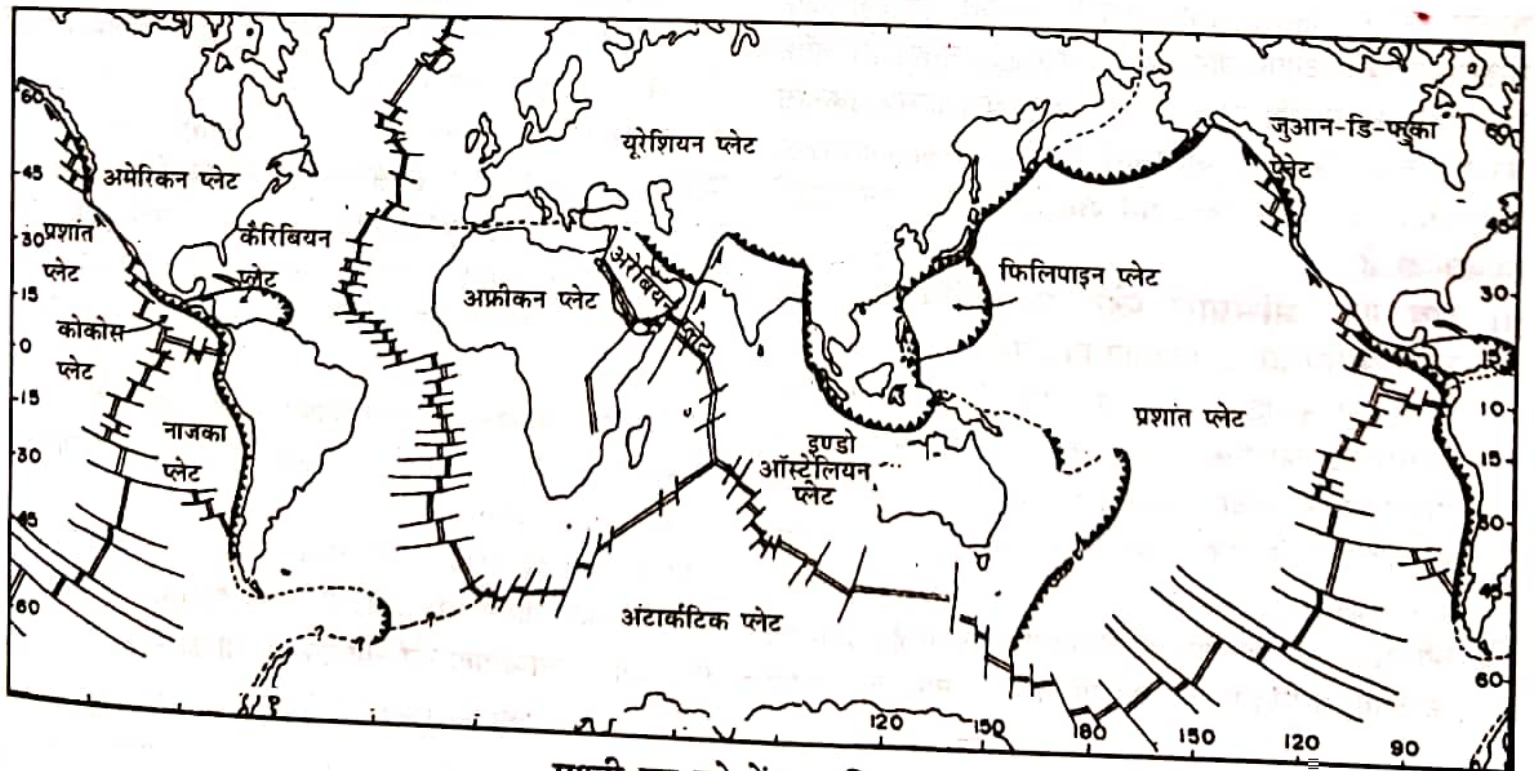 यूरेशियन प्लेट
जुआन-डि-फुका
प्लेट
60
60
45
अमेरिकन प्लेट
45
30
प्रशांत
प्लेट
कैरिबियन
प्लेट
अरेबियन
प्लेट
अफ्रीकन प्लेट
फिलिपाइन प्लेट
30
15
कोकोस
प्लेट
0
15
15
10
नाजका
प्लेट
इण्डो
ऑस्ट्रेलियन
प्लेट
प्रशांत प्लेट
30
15
45
30
60
?
?
?
अंटार्कटिक प्लेट
45
60
120
150
180
150
120
90